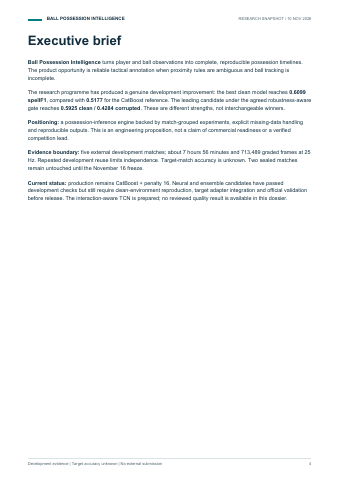 BALL POSSESSION INTELLIGENCE
RESEARCH SNAPSHOT / 10 NOV 2026
Executive brief
Ball Possession Intelligence turns player and ball observations into complete, reproducible possession timelines.
The product opportunity is reliable tactical annotation when proximity rules are ambiguous and ball tracking is
incomplete.
The research programme has produced a genuine development improvement: the best clean model reaches 0.6099
spellF1, compared with 0.5177 for the CatBoost reference. The leading candidate under the agreed robustness-aware
gate reaches 0.5925 clean / 0.4284 corrupted. These are different strengths, not interchangeable winners.
Positioning: a possession-inference engine backed by match-grouped experiments, explicit missing-data handling
and reproducible outputs. This is an engineering proposition, not a claim of commercial readiness or a verified
competition lead.
Evidence boundary: five external development matches; about 7 hours 56 minutes and 713,489 graded frames at 25
Hz. Repeated development reuse limits independence. Target-match accuracy is unknown. Two sealed matches
remain untouched until the November 16 freeze.
Current status: production remains CatBoost + penalty 16. Neural and ensemble candidates have passed
development checks but still require clean-environment reproduction, target adapter integration and official validation
before release. The interaction-aware TCN is prepared; no reviewed quality result is available in this dossier.
Development evidence | Target accuracy unknown | No external submission